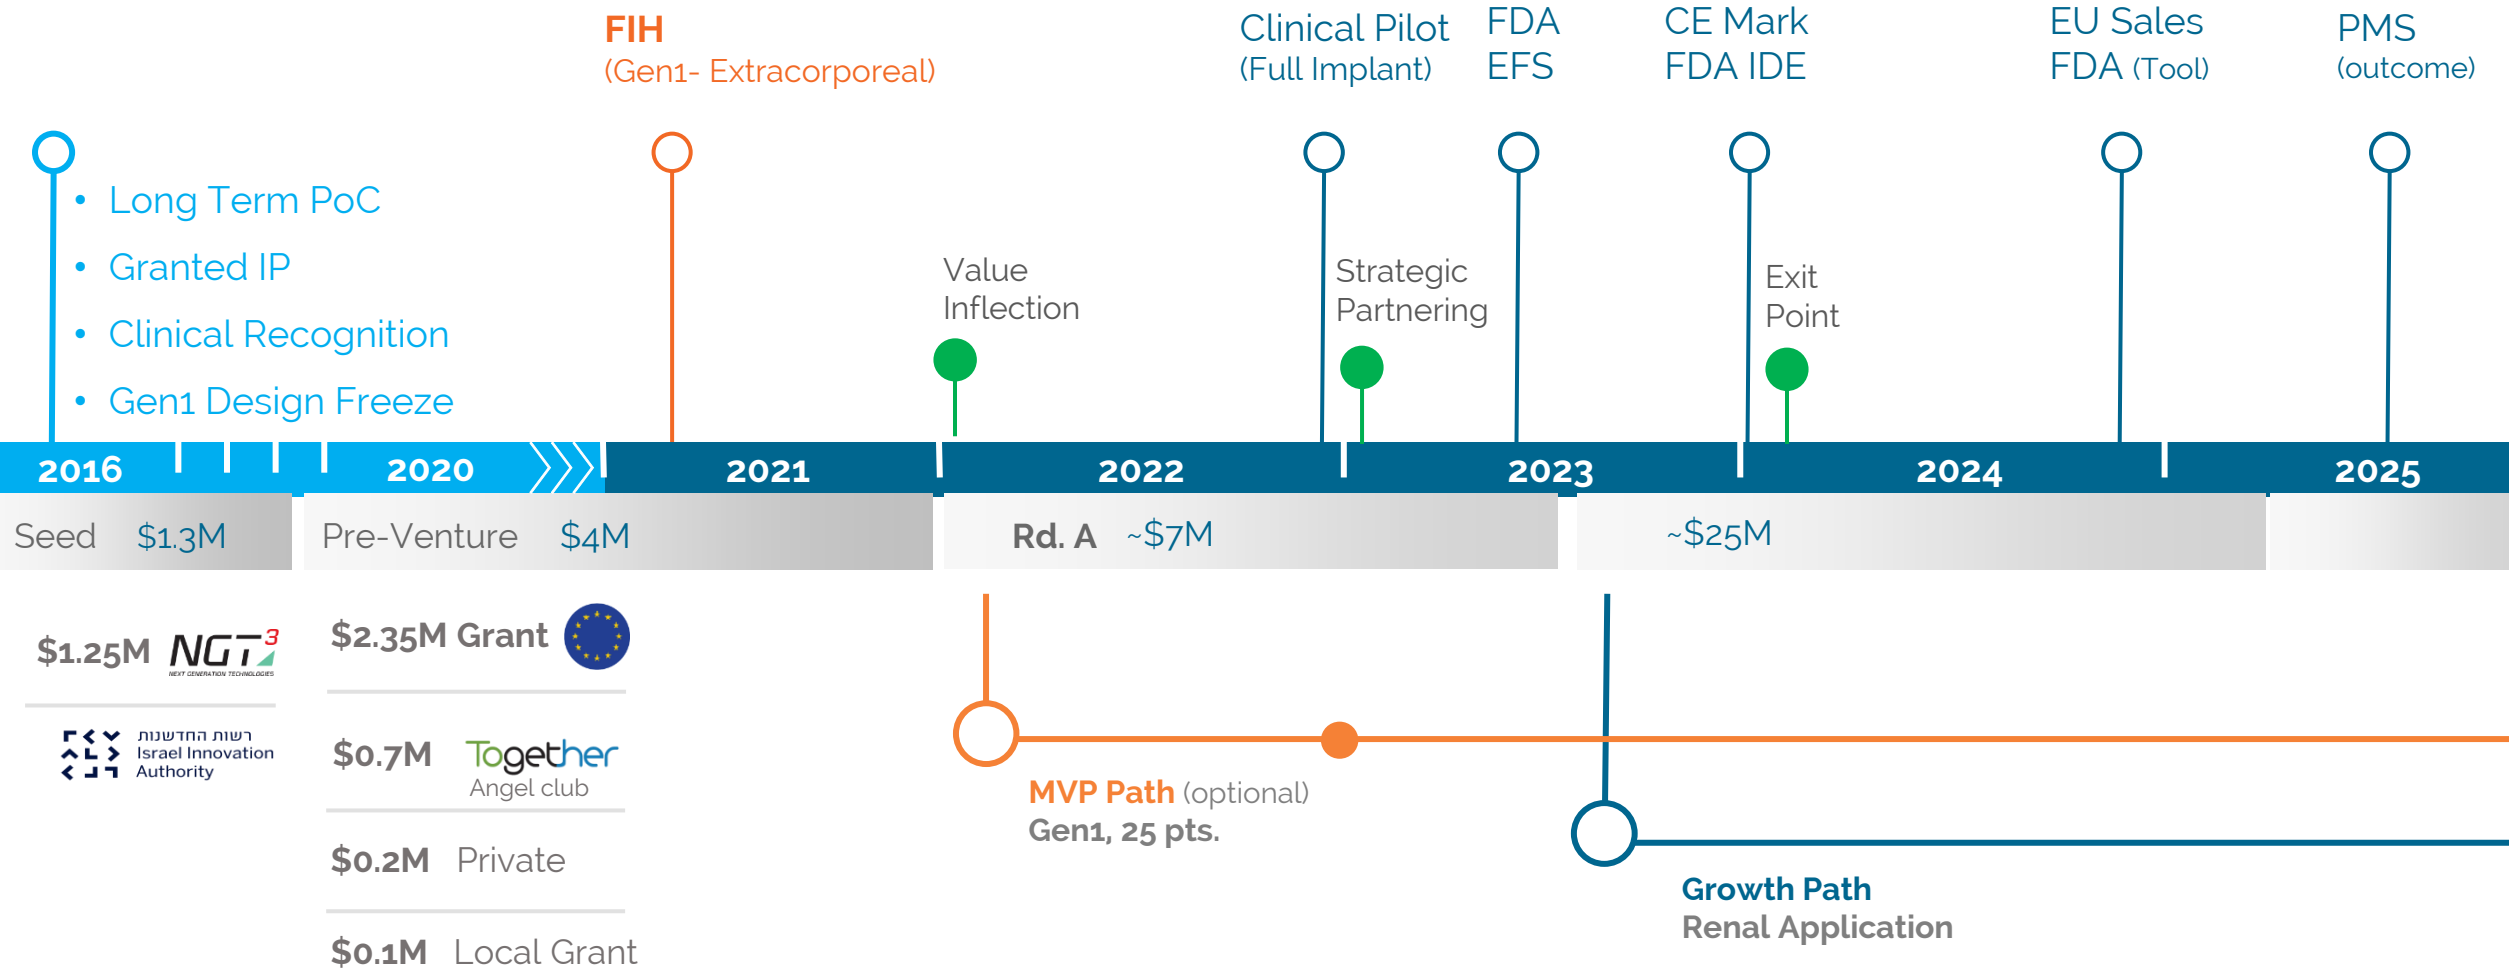 FIH
(Gen1- Extracorporeal)
Clinical Pilot
(Full Implant)
FDA
EFS
CE Mark
FDA IDE
EU Sales
FDA (Tool)
PMS
(outcome)
• Long Term PoC
• Granted IP
• Clinical Recognition
• Gen1 Design Freeze
Value
Inflection
Strategic
Partnering
Exit
Point
2016
2020
2021
2022
2023
2024
2025
Seed $1.3M
Pre-Venture $4M
Rd. A ~$7M
~$25M
$1.25M NGT3
NEXT GENERATION TECHNOLOGIES
רשות החדשנות
Israel Innovation
Authority
$2.35M Grant
$0.7M Together
Angel club
$0.2M Private
$0.1M Local Grant
MVP Path (optional)
Gen1, 25 pts.
Growth Path
Renal Application